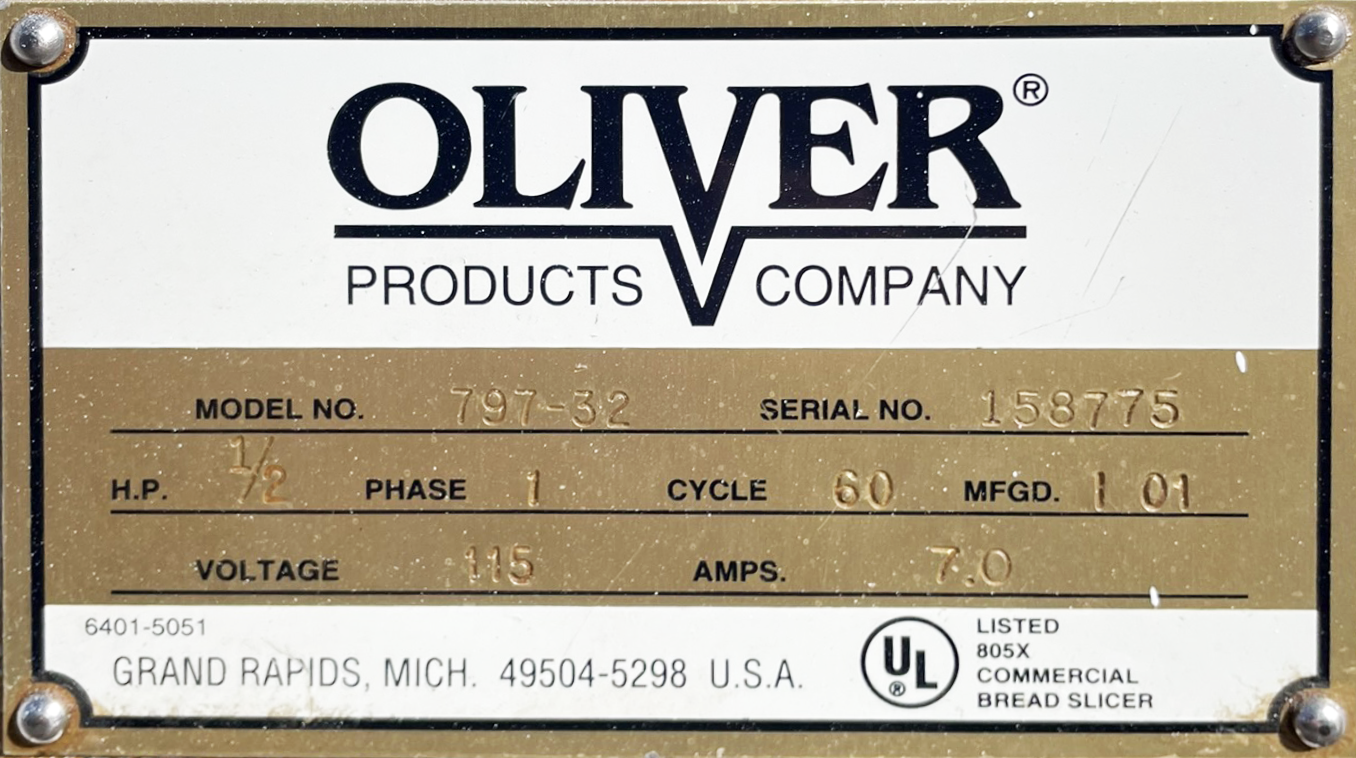 OLIVER®
PRODUCTS COMPANY
MODEL NO. 797-32 SERIAL NO. 158775
H.P. 1/2 PHASE 1 CYCLE 60 MFGD. 1 01
VOLTAGE 115 AMPS. 7.0
6401-5051
GRAND RAPIDS, MICH. 49504-5298 U.S.A.
UL®
LISTED
805X
COMMERCIAL
BREAD SLICER